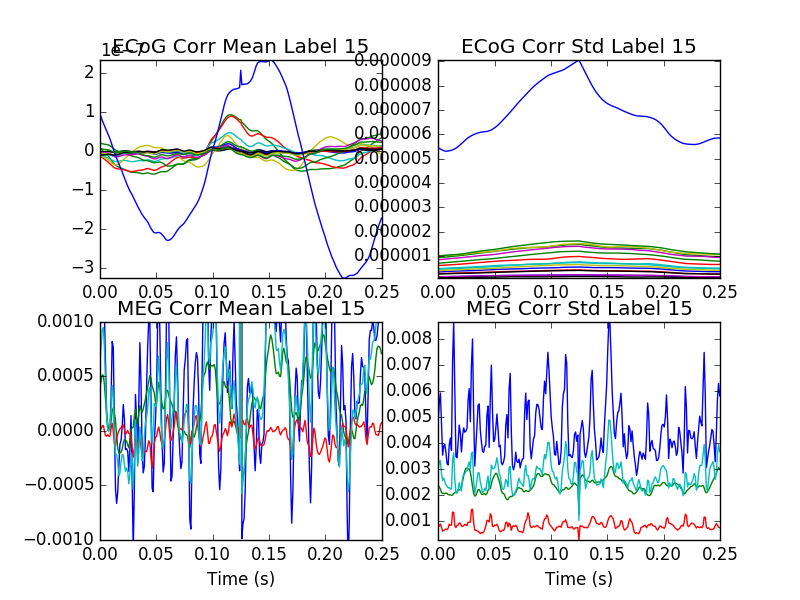 ECoG Corr Mean Label 15
1e−7
2
1
0
−1
−2
−3
0.00 0.05 0.10 0.15 0.20 0.25
ECoG Corr Std Label 15
0.000009
0.000008
0.000007
0.000006
0.000005
0.000004
0.000003
0.000002
0.000001
0.00 0.05 0.10 0.15 0.20 0.25
MEG Corr Mean Label 15
0.0010
0.0005
0.0000
−0.0005
−0.0010
0.00 0.05 0.10 0.15 0.20 0.25
Time (s)
MEG Corr Std Label 15
0.008
0.007
0.006
0.005
0.004
0.003
0.002
0.001
0.00 0.05 0.10 0.15 0.20 0.25
Time (s)